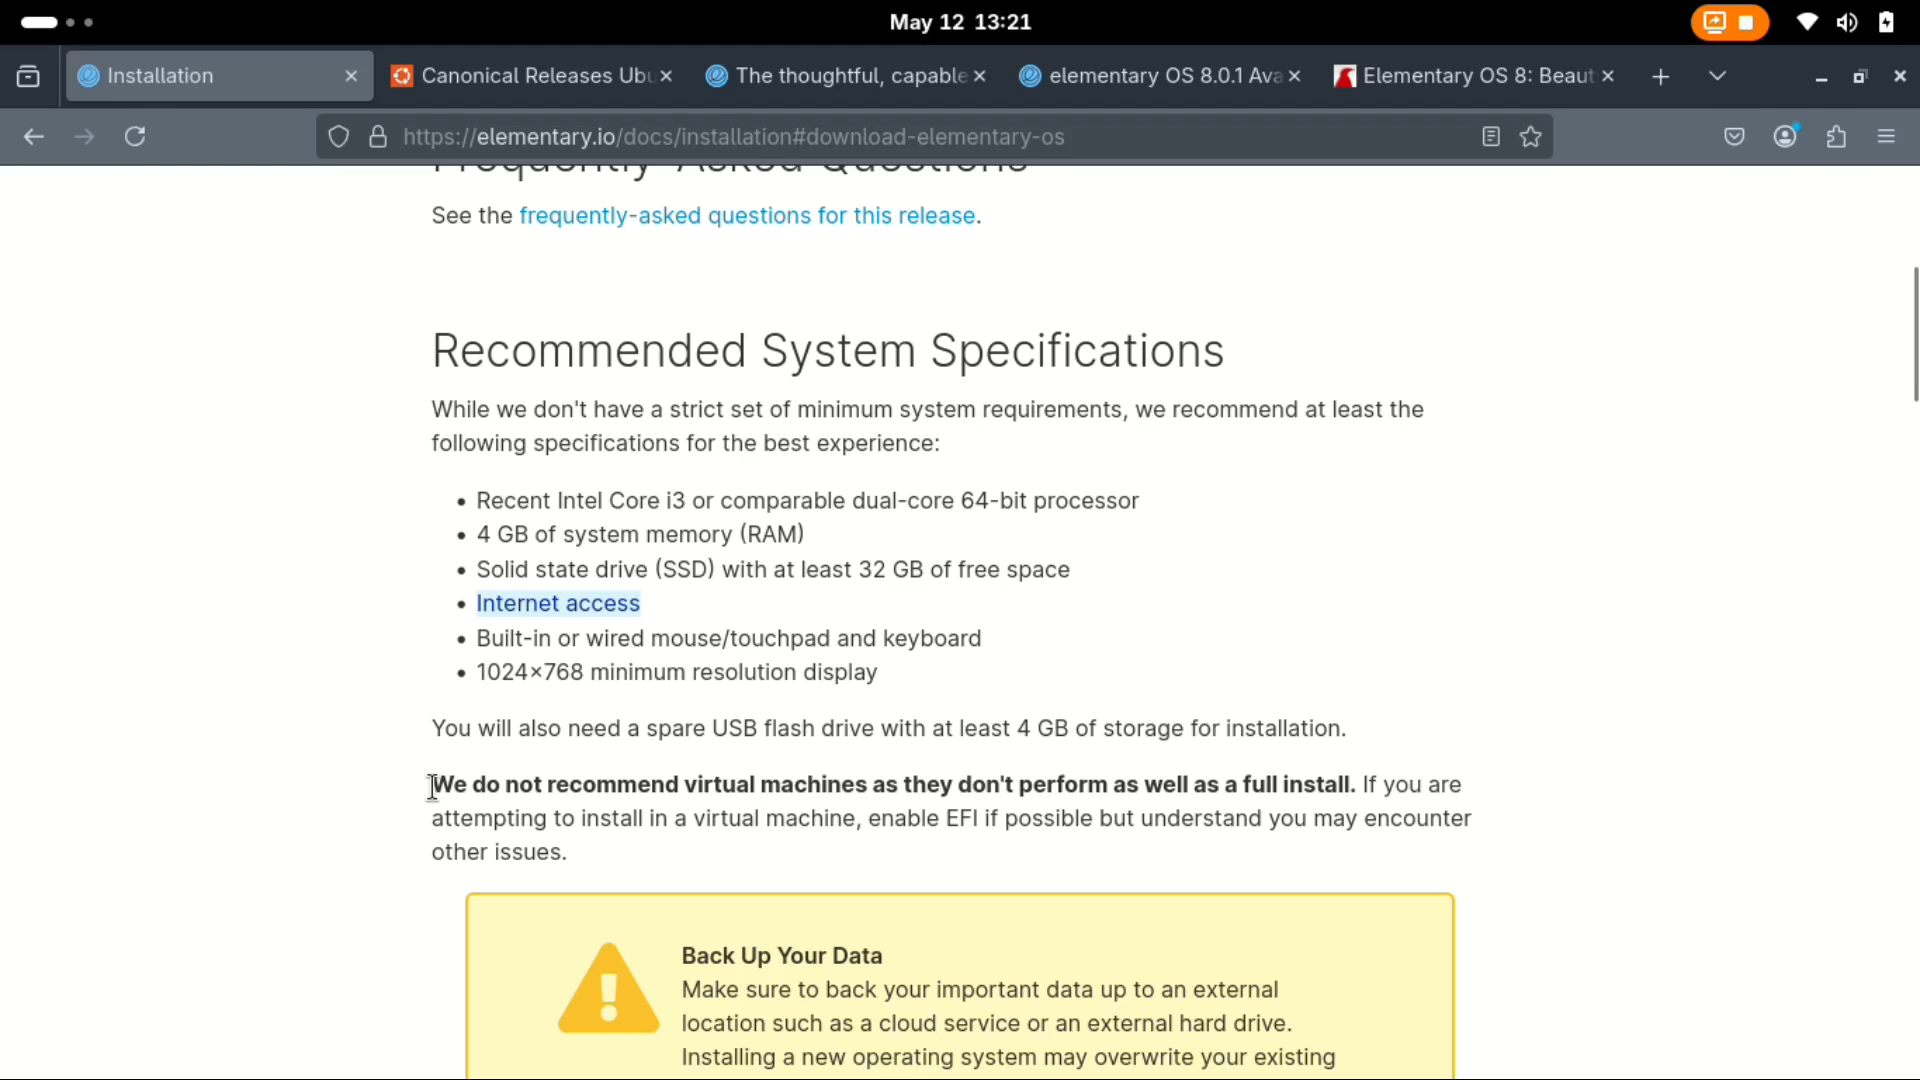 May 12 13:21
Installation
Canonical Releases Ubu
The thoughtful, capable
elementary OS 8.0.1 Ava
Elementary OS 8: Beaut
https://elementary.io/docs/installation#download-elementary-os
Frequently-Asked Questions
See the frequently-asked questions for this release.
Recommended System Specifications
While we don't have a strict set of minimum system requirements, we recommend at least the
following specifications for the best experience:
• Recent Intel Core i3 or comparable dual-core 64-bit processor
• 4 GB of system memory (RAM)
• Solid state drive (SSD) with at least 32 GB of free space
• Internet access
• Built-in or wired mouse/touchpad and keyboard
• 1024×768 minimum resolution display
You will also need a spare USB flash drive with at least 4 GB of storage for installation.
We do not recommend virtual machines as they don't perform as well as a full install. If you are
attempting to install in a virtual machine, enable EFI if possible but understand you may encounter
other issues.
Back Up Your Data
Make sure to back your important data up to an external
location such as a cloud service or an external hard drive.
Installing a new operating system may overwrite your existing